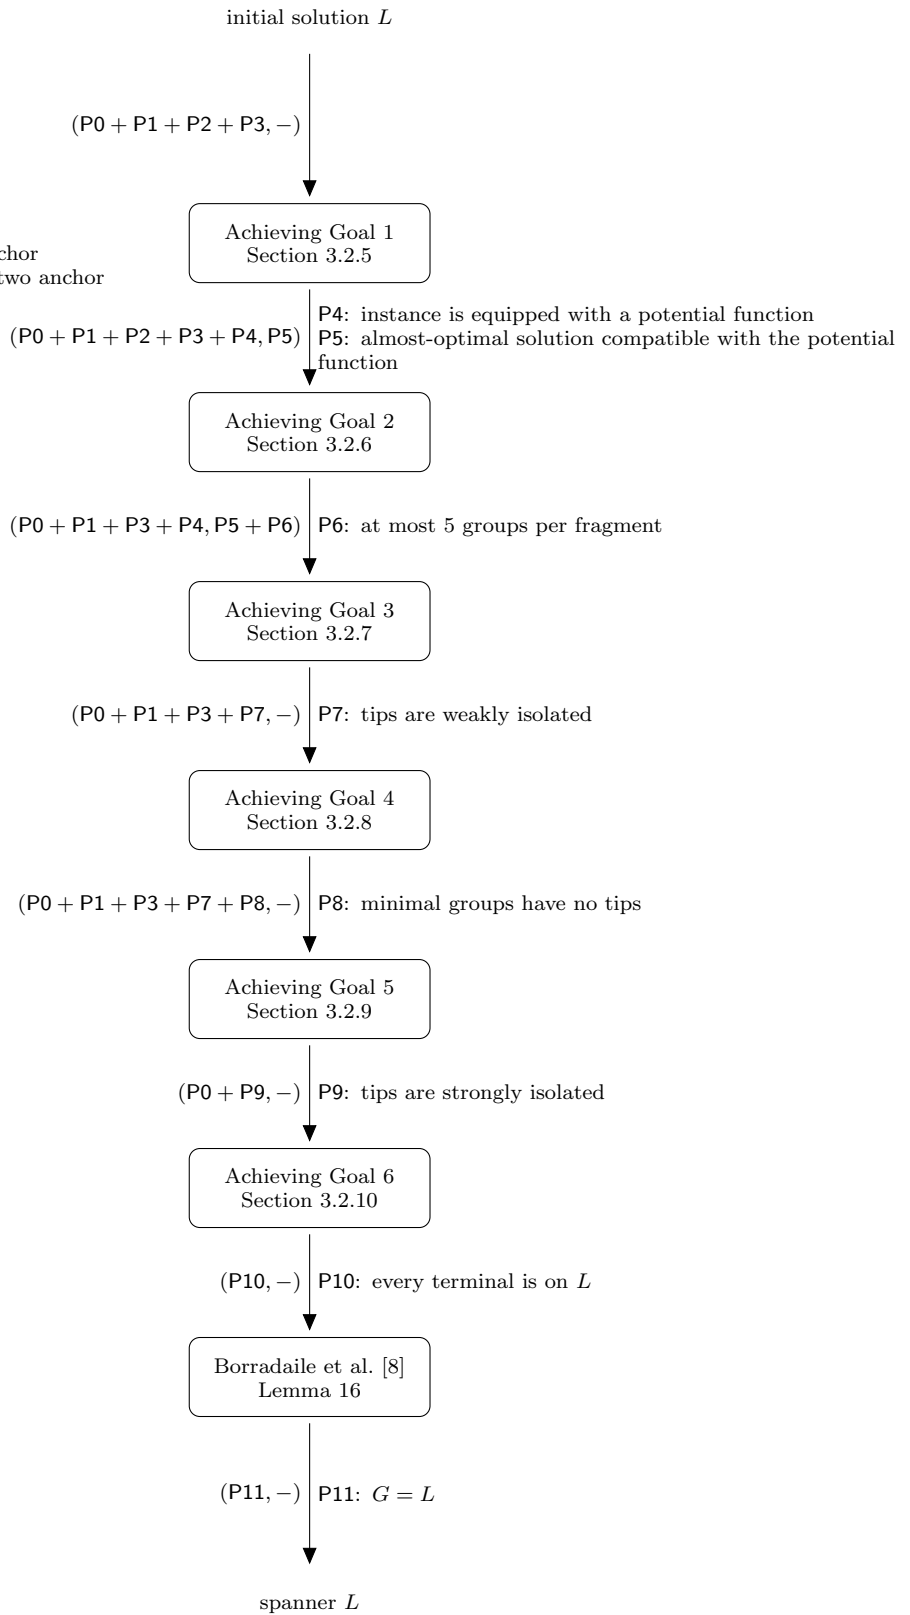 initial solution L
(P0 + P1 + P2 + P3, −)
Achieving Goal 1
Section 3.2.5
two anchor
P4: instance is equipped with a potential function
(P0 + P1 + P2 + P3 + P4, P5)
P5: almost-optimal solution compatible with the potential
function
Achieving Goal 2
Section 3.2.6
(P0 + P1 + P3 + P4, P5 + P6)
P6: at most 5 groups per fragment
Achieving Goal 3
Section 3.2.7
(P0 + P1 + P3 + P7, −)
P7: tips are weakly isolated
Achieving Goal 4
Section 3.2.8
(P0 + P1 + P3 + P7 + P8, −)
P8: minimal groups have no tips
Achieving Goal 5
Section 3.2.9
(P0 + P9, −)
P9: tips are strongly isolated
Achieving Goal 6
Section 3.2.10
(P10, −)
P10: every terminal is on L
Borradaile et al. [8]
Lemma 16
(P11, −)
P11: G = L
spanner L